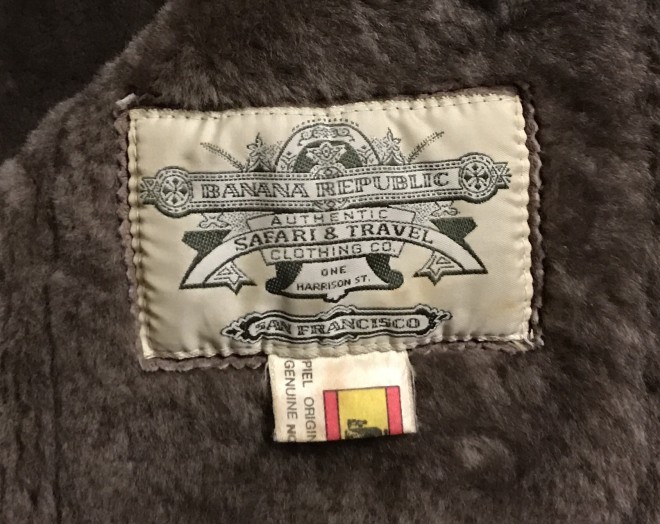 BANANA REPUBLIC
AUTHENTIC
SAFARI & TRAVEL
CLOTHING CO.
ONE
HARRISON ST.
SAN FRANCISCO
PIEL ORIGIN
GENUINE